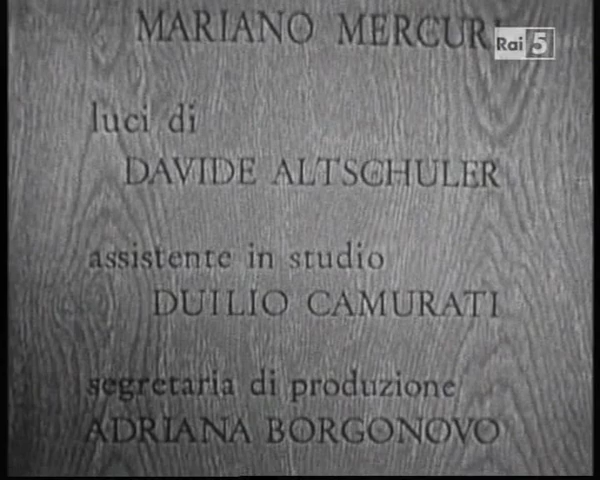 MARIANO MERCURI
Rai 5
luci di
DAVIDE ALTSCHULER
assistente in studio
DUILIO CAMURATI
segretaria di produzione
ADRIANA BORGONOVO